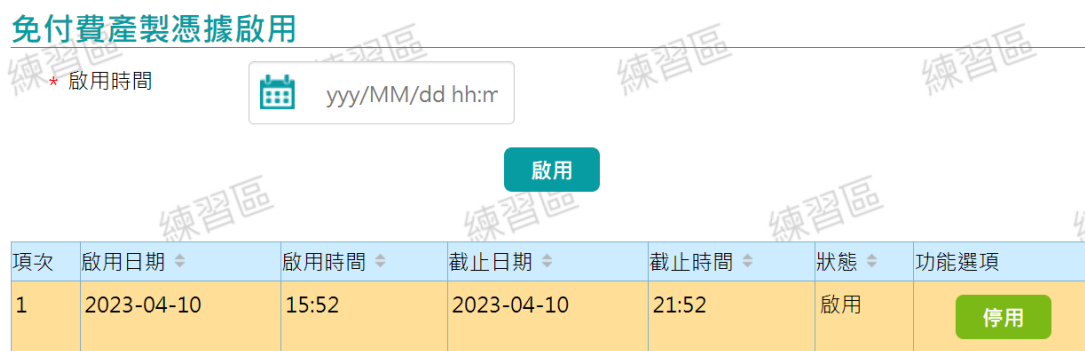 免付費產製憑據啟用
* 啟用時間
yyy/MM/dd hh:m
啟用
項次 啟用日期 啟用時間 截止日期 截止時間 狀態 功能選項
1 2023-04-10 15:52 2023-04-10 21:52 啟用 停用
練習區 練習區 練習區 練習區
練習區 練習區 練習區